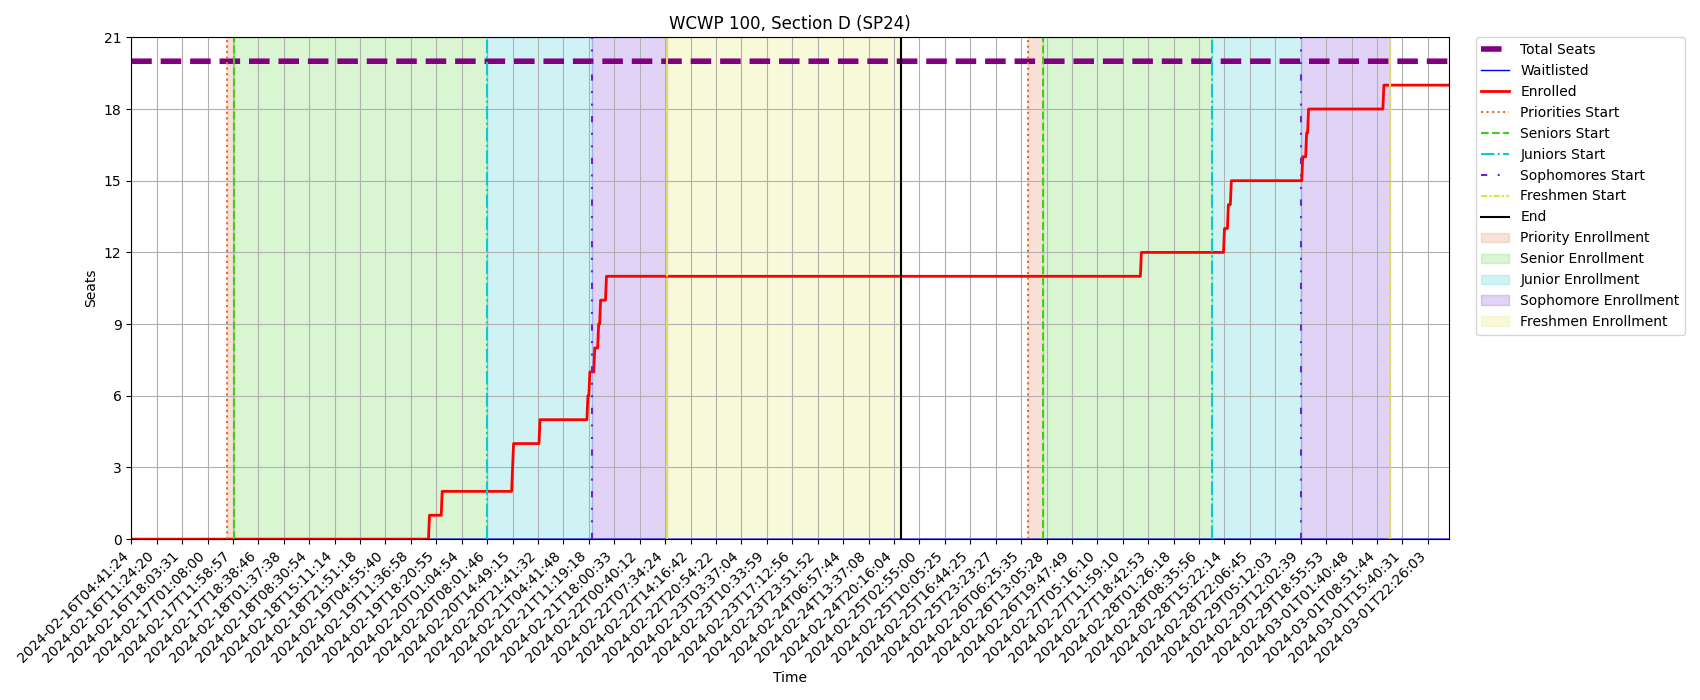 WCWP 100, Section D (SP24)
21
18
15
12
9
6
3
0
Seats
2024-02-16T04:41:24
2024-02-16T11:24:20
2024-02-16T18:03:31
2024-02-17T01:08:00
2024-02-17T11:58:57
2024-02-17T18:38:46
2024-02-18T01:37:38
2024-02-18T08:30:54
2024-02-18T15:11:14
2024-02-18T21:51:18
2024-02-19T04:55:40
2024-02-19T11:36:58
2024-02-19T18:20:55
2024-02-20T01:04:54
2024-02-20T08:01:46
2024-02-20T14:49:15
2024-02-20T21:41:32
2024-02-21T04:41:48
2024-02-21T11:19:18
2024-02-21T18:00:33
2024-02-22T00:40:12
2024-02-22T07:34:24
2024-02-22T14:16:42
2024-02-22T20:54:22
2024-02-23T03:37:04
2024-02-23T10:33:59
2024-02-23T17:12:56
2024-02-23T23:51:52
2024-02-24T06:57:44
2024-02-24T13:37:08
2024-02-24T20:16:04
2024-02-25T02:55:00
2024-02-25T10:05:25
2024-02-25T16:44:25
2024-02-25T23:23:27
2024-02-26T06:25:35
2024-02-26T13:05:28
2024-02-26T19:47:49
2024-02-27T05:16:10
2024-02-27T11:59:10
2024-02-27T18:42:53
2024-02-28T01:26:18
2024-02-28T08:35:56
2024-02-28T15:22:14
2024-02-28T22:06:45
2024-02-29T05:12:03
2024-02-29T12:02:39
2024-02-29T18:55:53
2024-03-01T01:40:48
2024-03-01T08:51:44
2024-03-01T15:40:31
2024-03-01T22:26:03
Time
Total Seats
Waitlisted
Enrolled
Priorities Start
Seniors Start
Juniors Start
Sophomores Start
Freshmen Start
End
Priority Enrollment
Senior Enrollment
Junior Enrollment
Sophomore Enrollment
Freshmen Enrollment